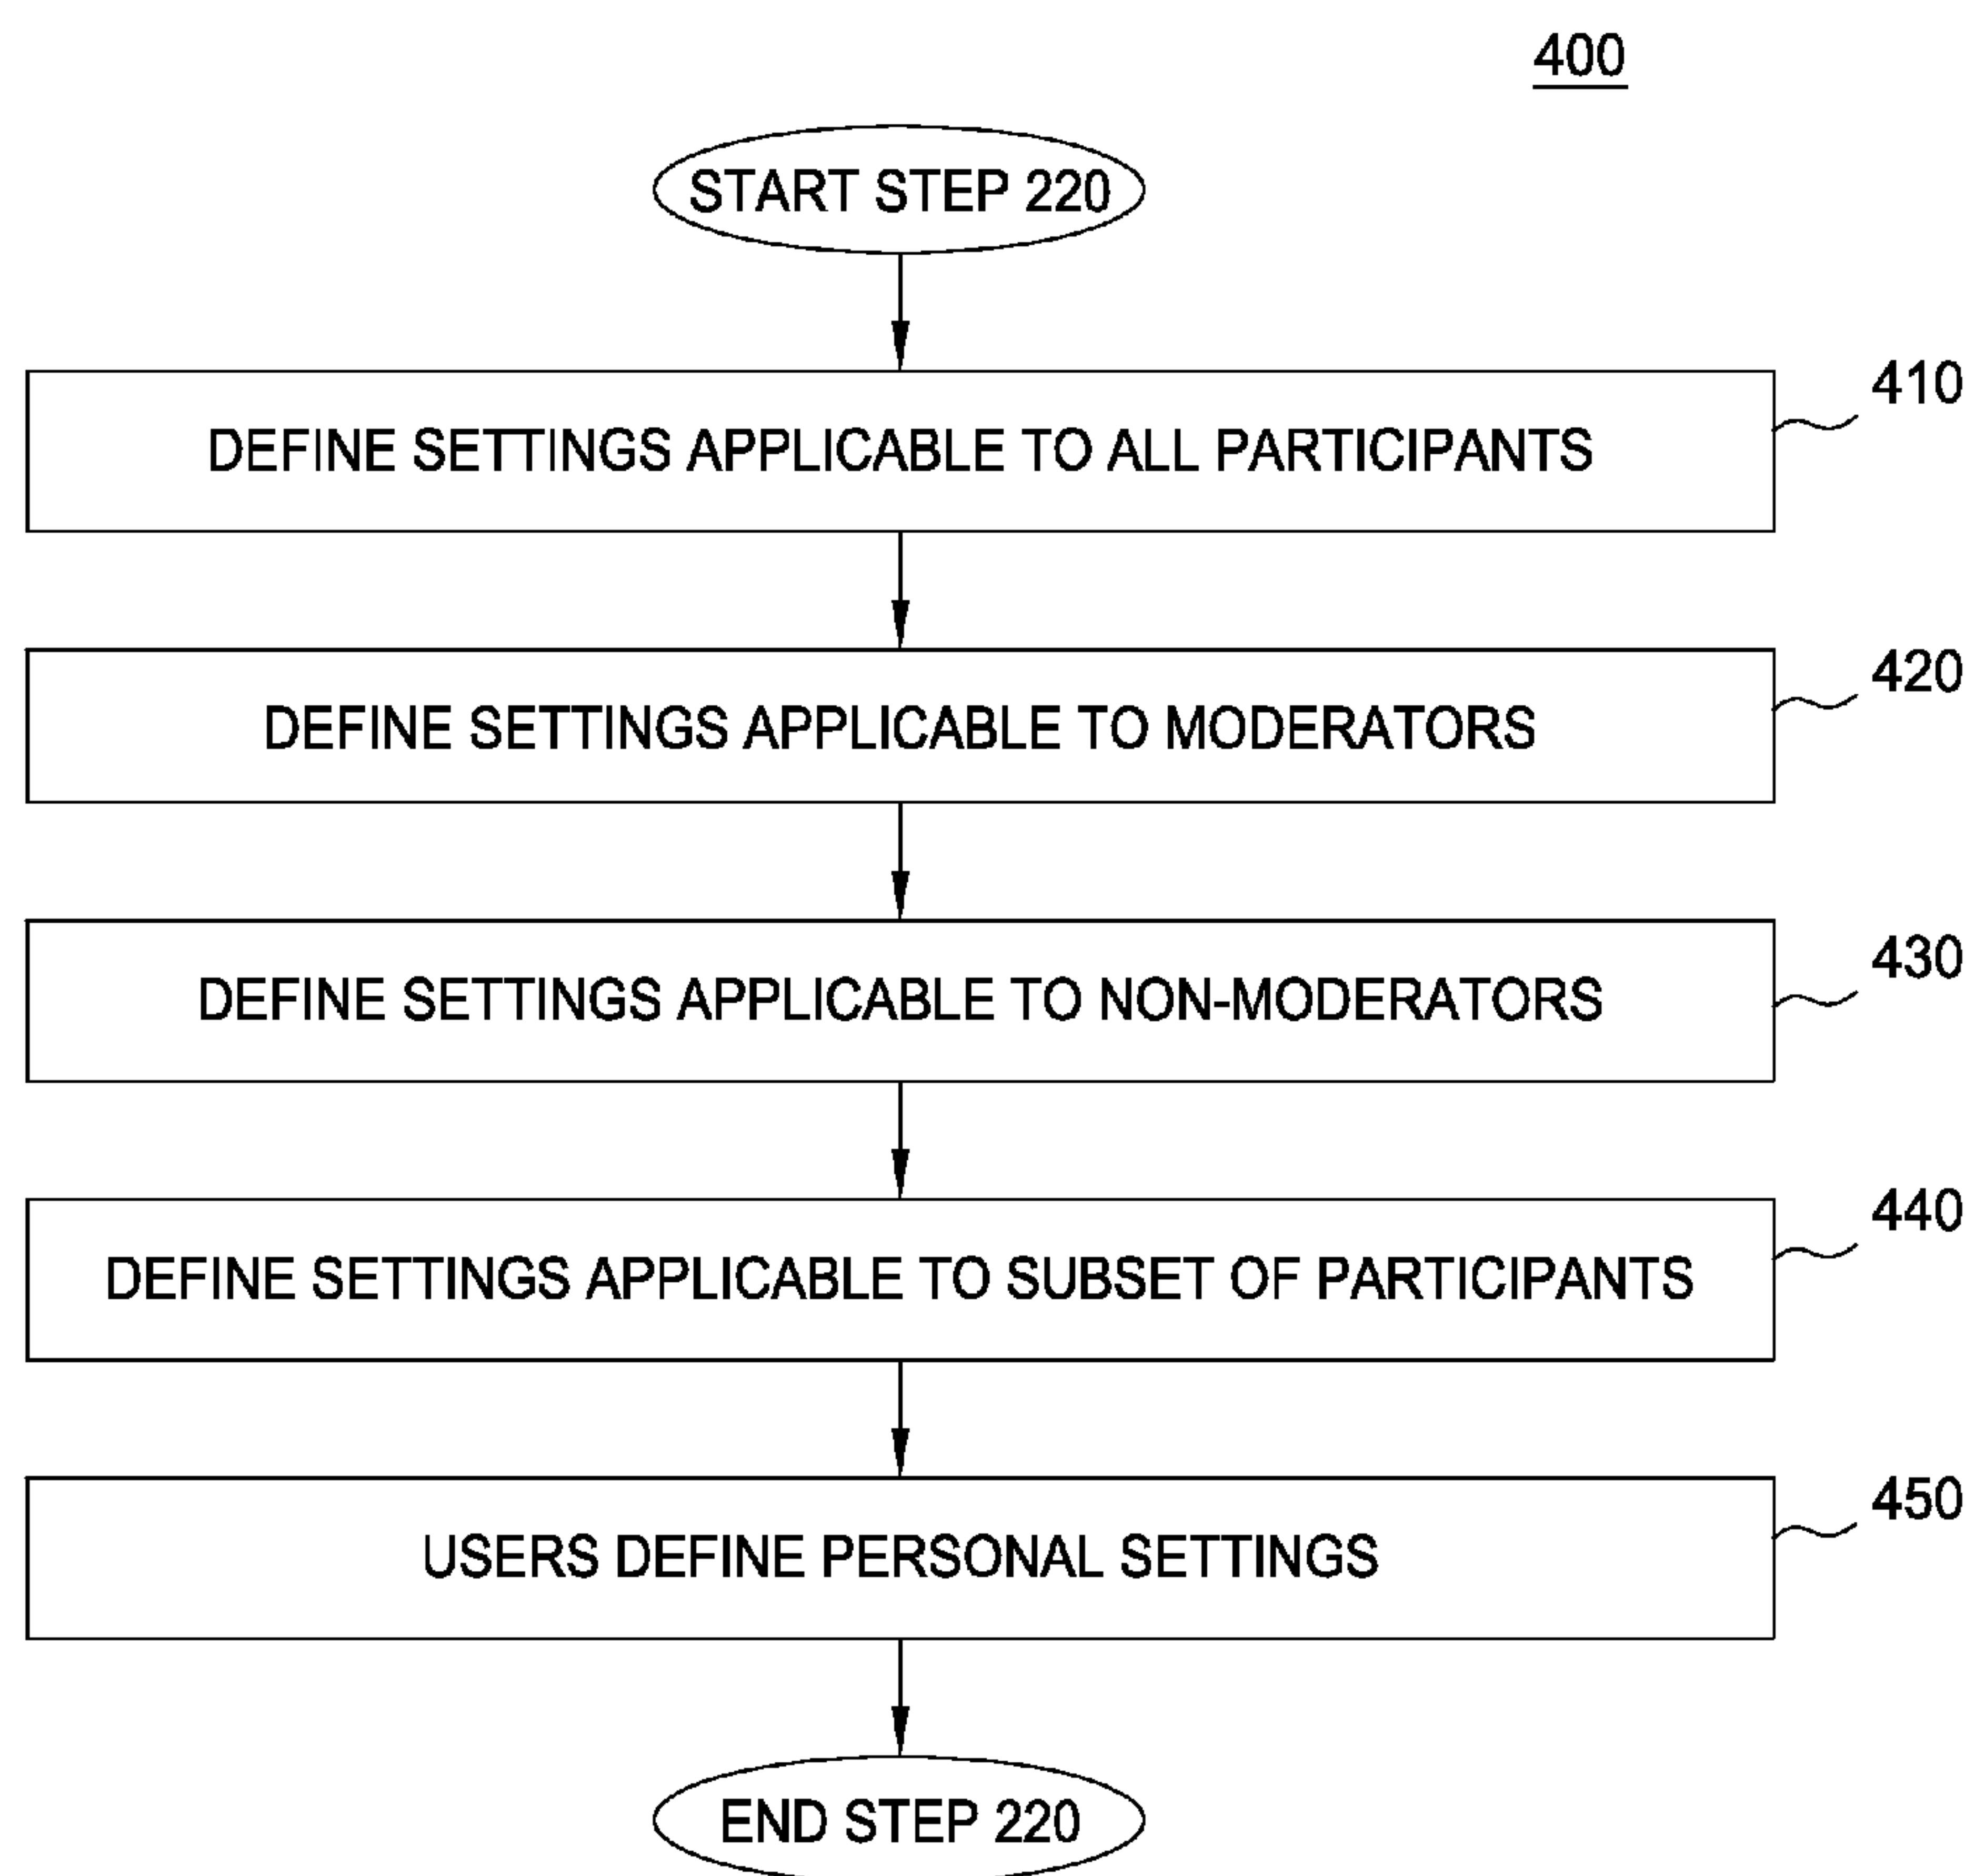 400
START STEP 220
410
DEFINE SETTINGS APPLICABLE TO ALL PARTICIPANTS
420
DEFINE SETTINGS APPLICABLE TO MODERATORS
430
DEFINE SETTINGS APPLICABLE TO NON-MODERATORS
440
DEFINE SETTINGS APPLICABLE TO SUBSET OF PARTICIPANTS
450
USERS DEFINE PERSONAL SETTINGS
END STEP 220